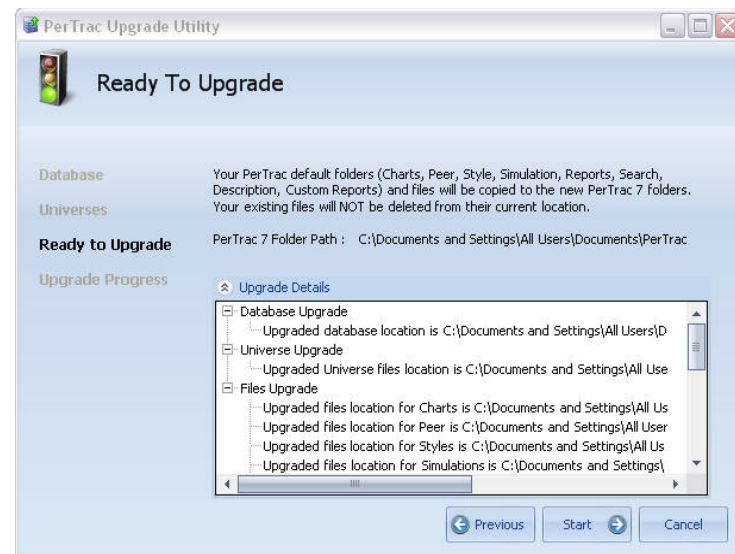 PerTrac Upgrade Utility
Ready To Upgrade
Database
Universes
Ready to Upgrade
Upgrade Progress
Your PerTrac default folders (Charts, Peer, Style, Simulation, Reports, Search,
Description, Custom Reports) and files will be copied to the new PerTrac 7 folders.
Your existing files will NOT be deleted from their current location.
PerTrac 7 Folder Path : C:\Documents and Settings\All Users\Documents\PerTrac
Upgrade Details
Database Upgrade
Upgraded database location is C:\Documents and Settings\All Users\D
Universe Upgrade
Upgraded Universe files location is C:\Documents and Settings\All Use
Files Upgrade
Upgraded files location for Charts is C:\Documents and Settings\All Us
Upgraded files location for Peer is C:\Documents and Settings\All User
Upgraded files location for Styles is C:\Documents and Settings\All Us
Upgraded files location for Simulations is C:\Documents and Settings\
Previous
Start
Cancel